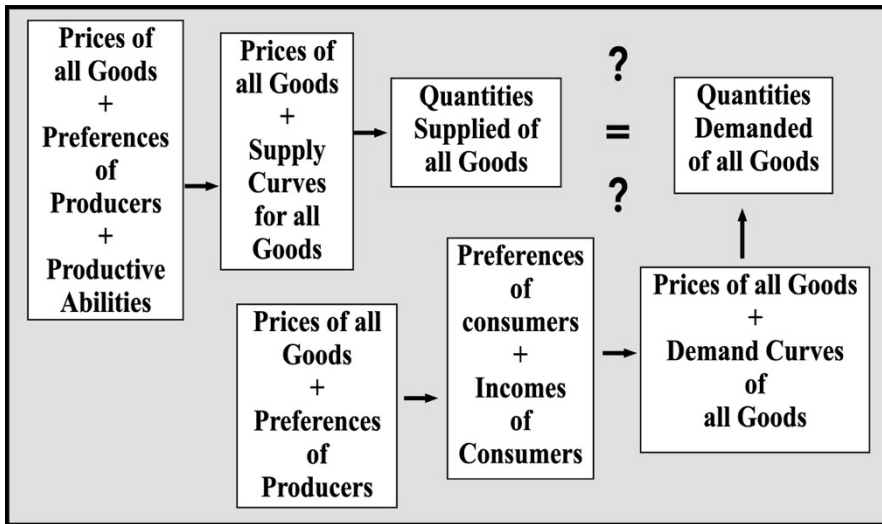 Prices of
all Goods
+
Preferences
of
Producers
+
Productive
Abilities
Prices of
all Goods
+
Supply
Curves
for all
Goods
Quantities
Supplied of
all Goods
?
=
?
Quantities
Demanded
of all Goods
Prices of all
Goods
+
Preferences
of
Producers
Preferences
of
consumers
+
Incomes
of
Consumers
Prices of all Goods
+
Demand Curves
of
all Goods